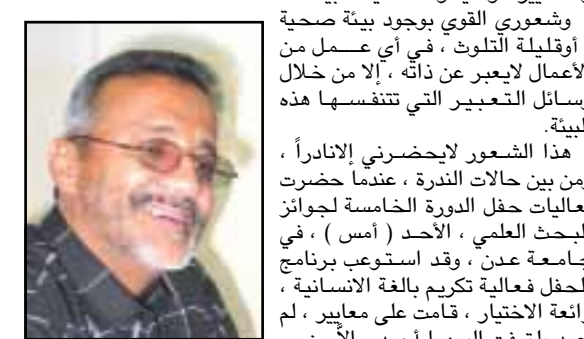 وشعوري القوي بوجود بيئة صحية
أوقليلة التلوث ، في أي عمل من
الأعمال لايعبر عن ذاته ، إلا من خلال
وسائل التعبير التي تتنفسها هذه
البيئة.
هذا الشعور لايحضرني إلانادراً ،
ومن بين حالات الندرة ، عندما حضرت
فعاليات حفل الدورة الخامسة لجوائز
البحث العلمي ، الأحد ( أمس ) ، في
جامعة عدن ، وقد استوعب برنامج
الحفل فعالية تكريم بالغة الانسانية ،
رائعة الاختيار ، قامت على معايير ، لم